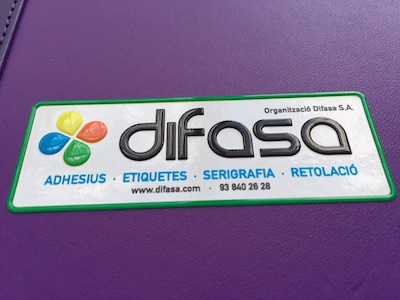 Organització Difasa S.A.
difasa
ADHESIUS · ETIQUETES · SERIGRAFIA · RETOLACIÓ
www.difasa.com · 93 840 26 28